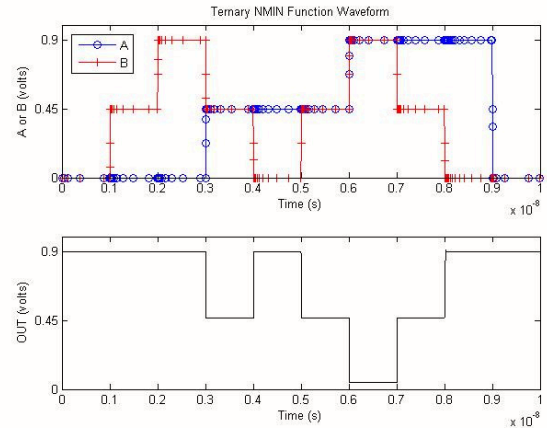 Ternary NMIN Function Waveform
A or B (volts)
0.9
0.45
0
A
B
0 0.1 0.2 0.3 0.4 0.5 0.6 0.7 0.8 0.9 1
Time (s)
x 10⁻⁸
OUT (volts)
0.9
0.45
0
0 0.1 0.2 0.3 0.4 0.5 0.6 0.7 0.8 0.9 1
Time (s)
x 10⁻⁸